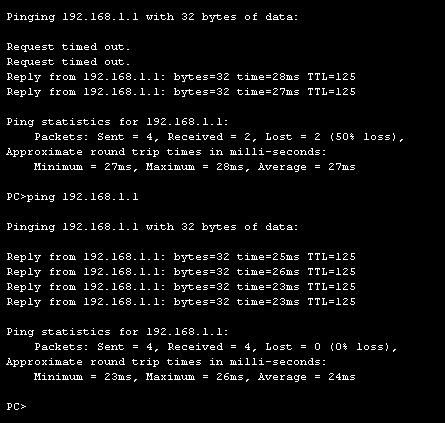 Pinging 192.168.1.1 with 32 bytes of data:
Request timed out.
Request timed out.
Reply from 192.168.1.1: bytes=32 time=28ms TTL=125
Reply from 192.168.1.1: bytes=32 time=27ms TTL=125
Ping statistics for 192.168.1.1:
    Packets: Sent = 4, Received = 2, Lost = 2 (50% loss),
Approximate round trip times in milli-seconds:
    Minimum = 27ms, Maximum = 28ms, Average = 27ms
PC>ping 192.168.1.1
Pinging 192.168.1.1 with 32 bytes of data:
Reply from 192.168.1.1: bytes=32 time=25ms TTL=125
Reply from 192.168.1.1: bytes=32 time=26ms TTL=125
Reply from 192.168.1.1: bytes=32 time=23ms TTL=125
Reply from 192.168.1.1: bytes=32 time=23ms TTL=125
Ping statistics for 192.168.1.1:
    Packets: Sent = 4, Received = 4, Lost = 0 (0% loss),
Approximate round trip times in milli-seconds:
    Minimum = 23ms, Maximum = 26ms, Average = 24ms
PC>